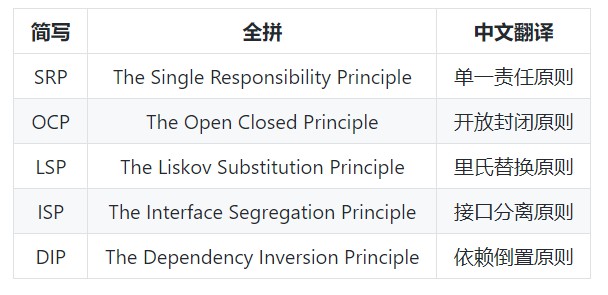 简写 全拼 中文翻译
SRP The Single Responsibility Principle 单一责任原则
OCP The Open Closed Principle 开放封闭原则
LSP The Liskov Substitution Principle 里氏替换原则
ISP The Interface Segregation Principle 接口分离原则
DIP The Dependency Inversion Principle 依赖倒置原则